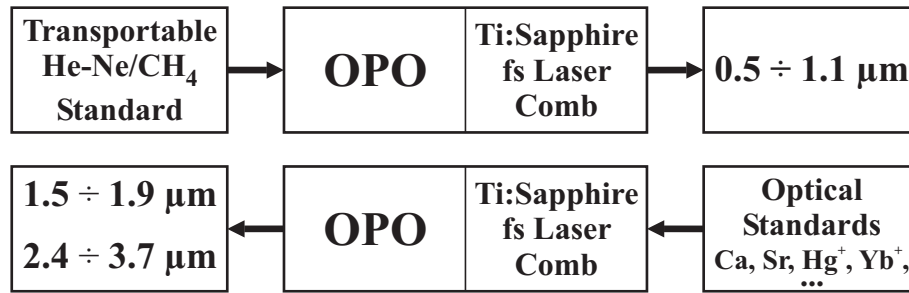 Transportable
He-Ne/CH₄
Standard
OPO
Ti:Sapphire
fs Laser
Comb
0.5 ÷ 1.1 μm
1.5 ÷ 1.9 μm
2.4 ÷ 3.7 μm
OPO
Ti:Sapphire
fs Laser
Comb
Optical
Standards
Ca, Sr, Hg⁺, Yb⁺,
...